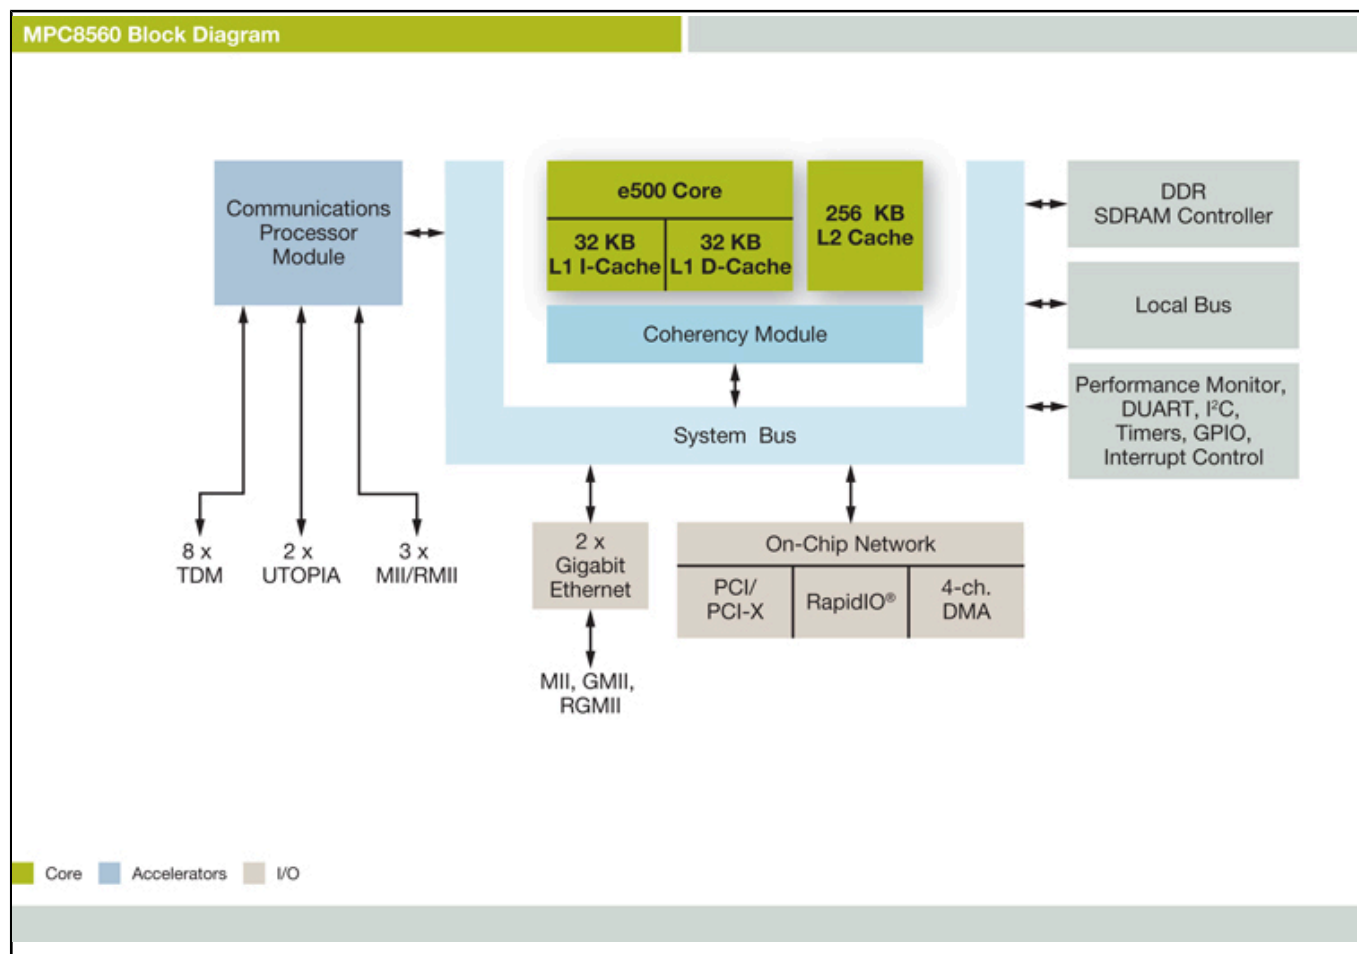 MPC8560 Block Diagram
Communications
Processor
Module
e500 Core
32 KB
L1 I-Cache
32 KB
L1 D-Cache
256 KB
L2 Cache
Coherency Module
System Bus
DDR
SDRAM Controller
Local Bus
Performance Monitor,
DUART, I²C,
Timers, GPIO,
Interrupt Control
8 x
TDM
2 x
UTOPIA
3 x
MII/RMII
2 x
Gigabit
Ethernet
MII, GMII,
RGMII
On-Chip Network
PCI/
PCI-X
RapidIO®
4-ch.
DMA
Core
Accelerators
I/O